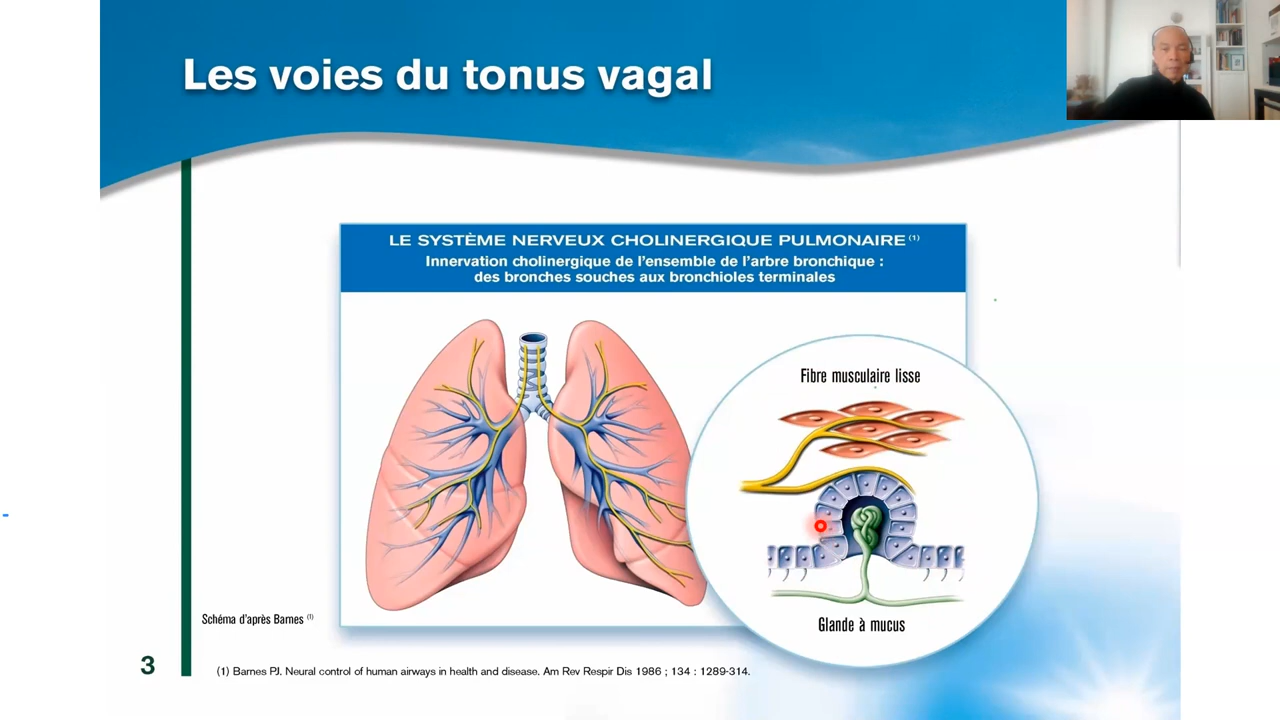 Les voies du tonus vagal
LE SYSTÈME NERVEUX CHOLINERGIQUE PULMONAIRE (1)
Innervation cholinergique de l'ensemble de l'arbre bronchique :
des bronches souches aux bronchioles terminales
Fibre musculaire lisse
Glande à mucus
Schéma d'après Barnes (1)
3
(1) Barnes PJ. Neural control of human airways in health and disease. Am Rev Respir Dis 1986 ; 134 : 1289-314.